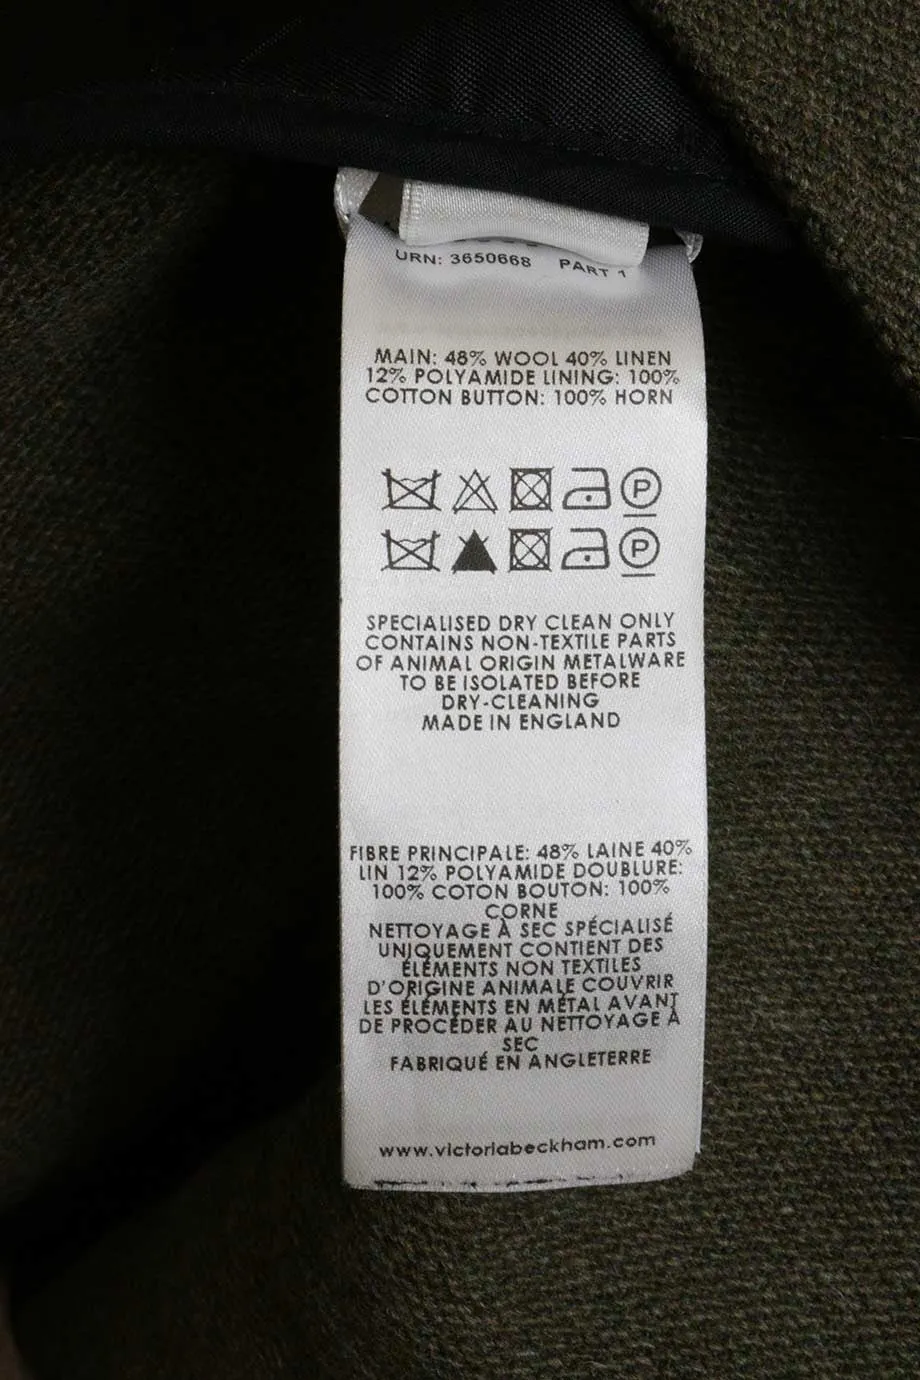 URN: 3650668 PART 1
MAIN: 48% WOOL 40% LINEN
12% POLYAMIDE LINING: 100%
COTTON BUTTON: 100% HORN
P
P
SPECIALISED DRY CLEAN ONLY
CONTAINS NON-TEXTILE PARTS
OF ANIMAL ORIGIN METALWARE
TO BE ISOLATED BEFORE
DRY-CLEANING
MADE IN ENGLAND
FIBRE PRINCIPALE: 48% LAINE 40%
LIN 12% POLYAMIDE DOUBLURE:
100% COTON BOUTON: 100%
CORNE
NETTOYAGE À SEC SPÉCIALISÉ
UNIQUEMENT CONTIENT DES
ÉLÉMENTS NON TEXTILES
D'ORIGINE ANIMALE COUVRIR
LES ÉLÉMENTS EN MÉTAL AVANT
DE PROCÉDER AU NETTOYAGE À
SEC
FABRIQUÉ EN ANGLETERRE
www.victoriabeckham.com